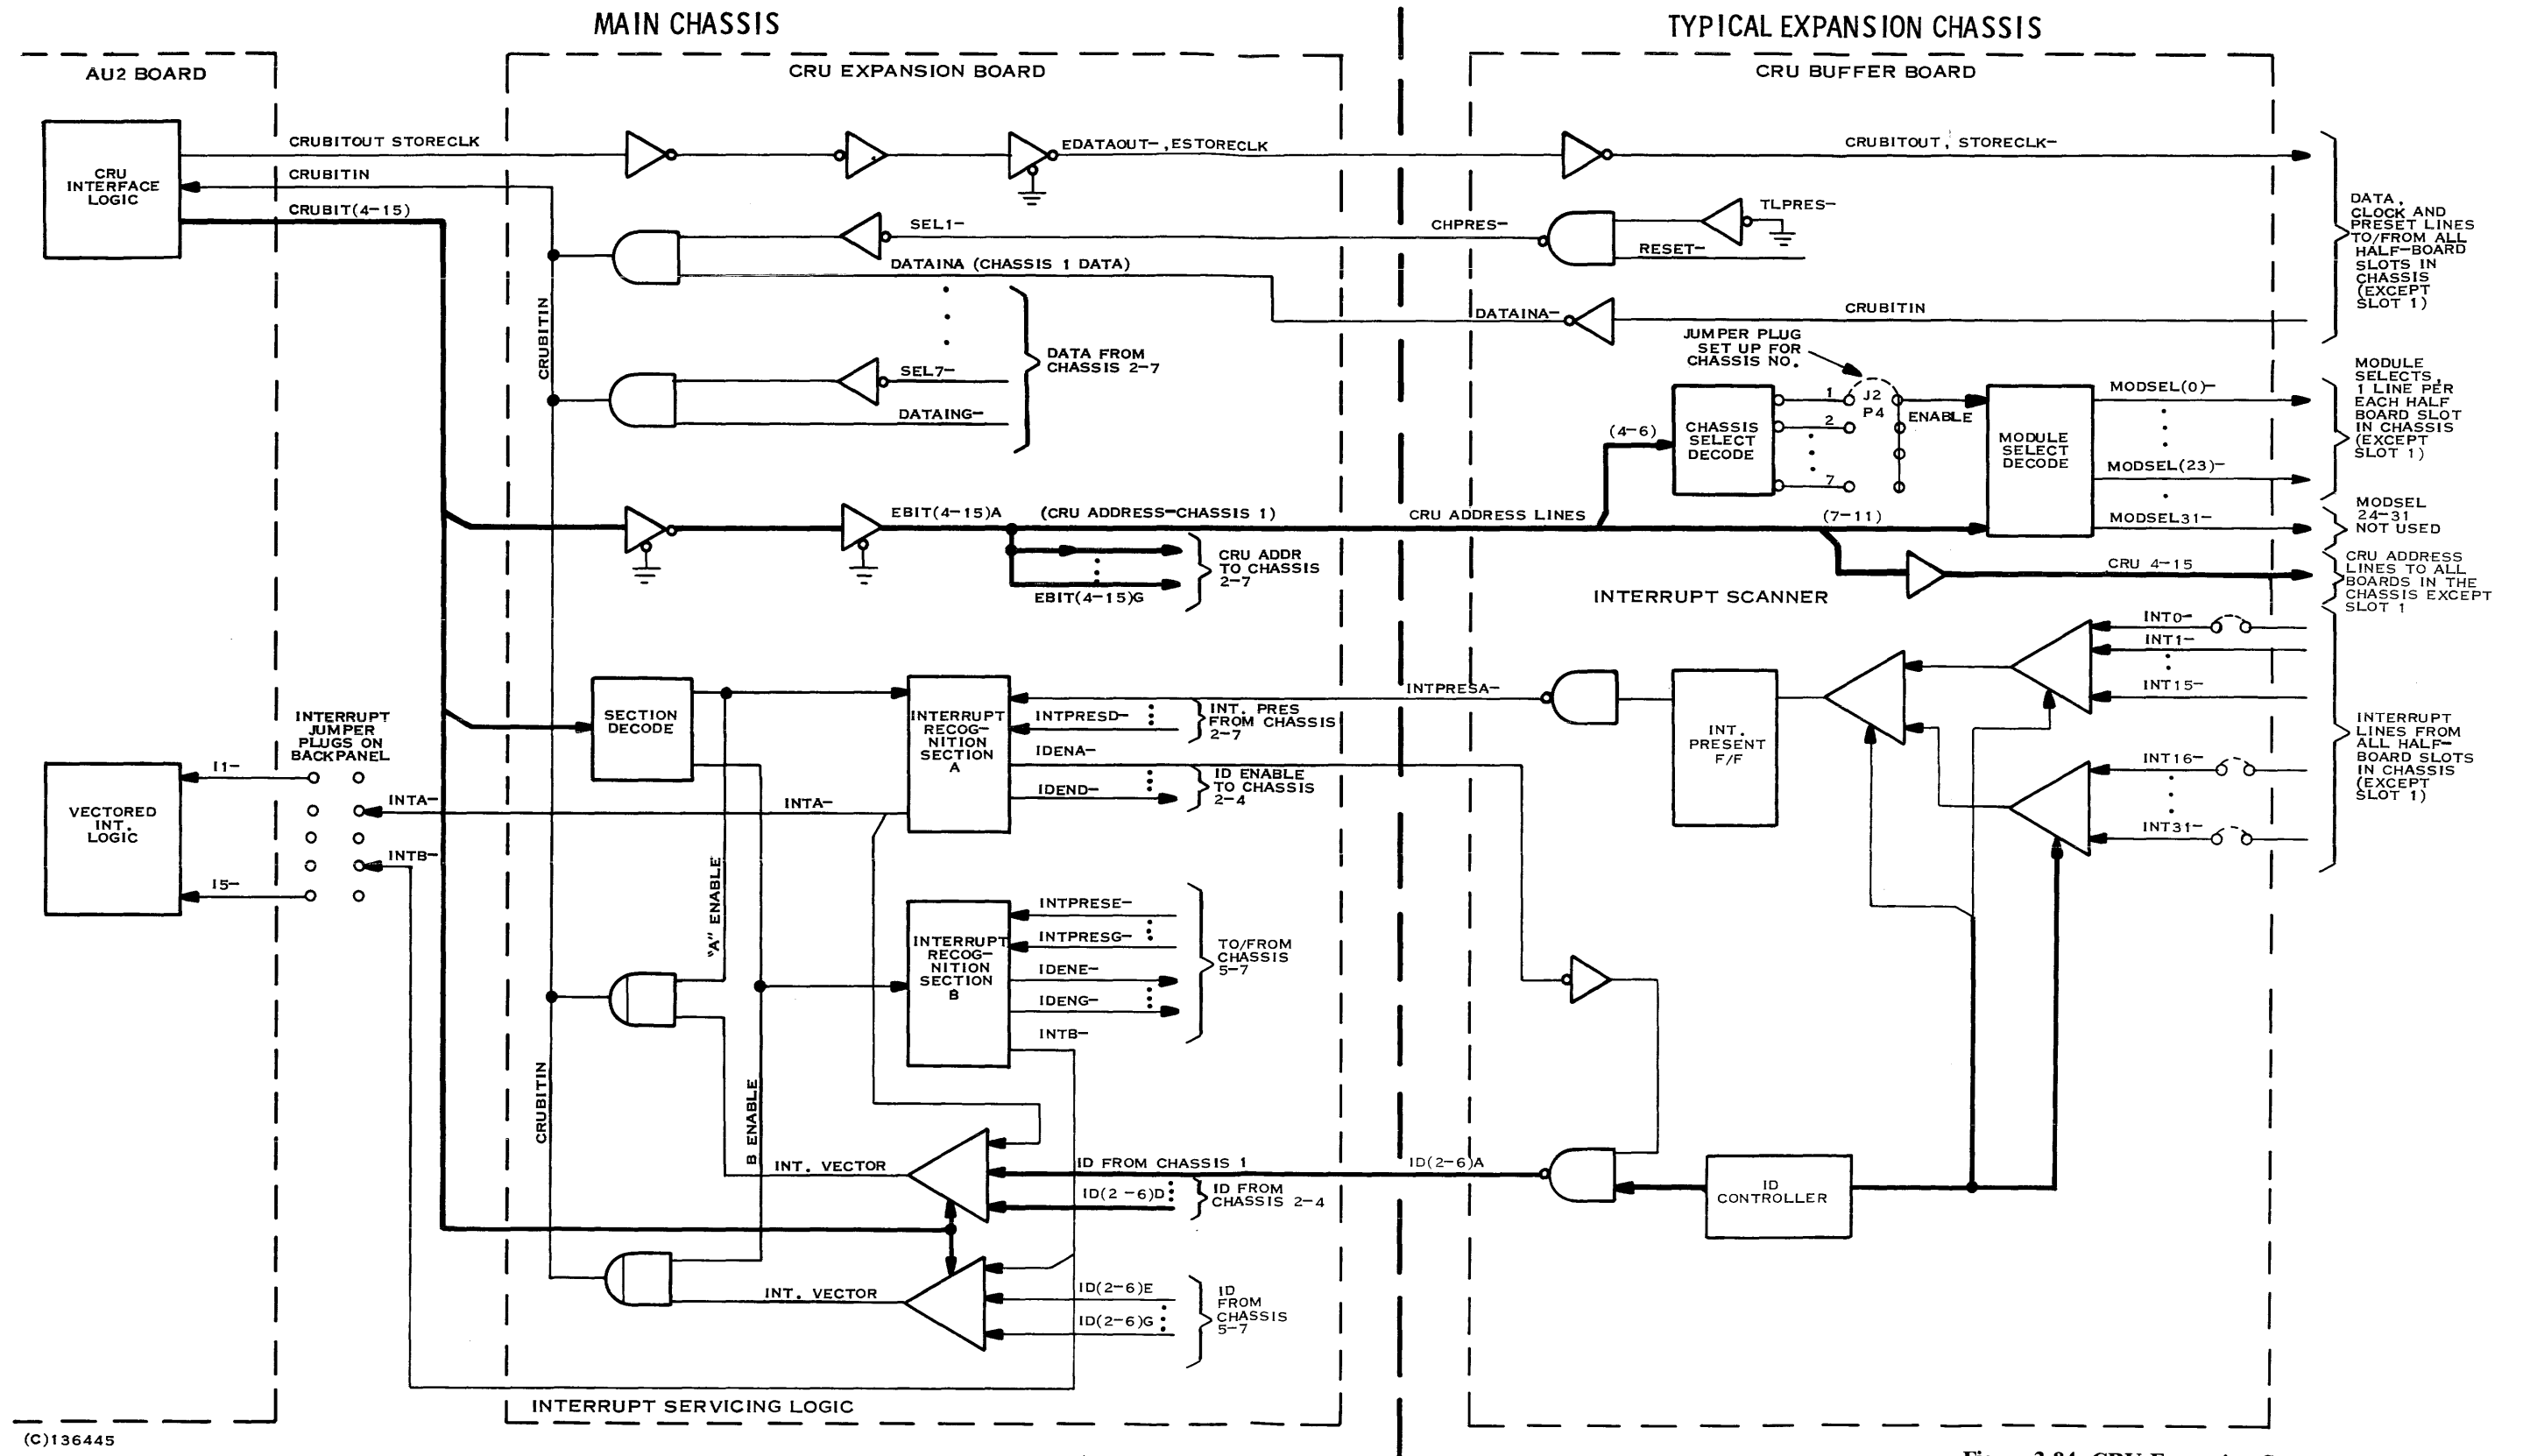 MAIN CHASSIS
TYPICAL EXPANSION CHASSIS
AU2 BOARD
CRU EXPANSION BOARD
CRU BUFFER BOARD
CRU
INTERFACE
LOGIC
CRUBITOUT STORECLK
CRUBITIN
CRUBIT(4-15)
EDATAOUT- ,ESTORECLK
CRUBITOUT, STORECLK-
SEL1-
CHPRES-
TLPRES-
RESET-
DATAINA (CHASSIS 1 DATA)
DATAINA-
CRUBITIN
DATA,
CLOCK AND
PRESET LINES
TO/FROM ALL
HALF-BOARD
SLOTS IN
CHASSIS
(EXCEPT
SLOT 1)
CRUBITIN
DATA FROM
CHASSIS 2-7
SEL7-
DATAING-
JUMPER PLUG
SET UP FOR
CHASSIS NO.
(4-6)
CHASSIS
SELECT
DECODE
1
2
7
J2
P4
ENABLE
MODULE
SELECT
DECODE
MODSEL(0)-
MODSEL(23)-
MODSEL31-
MODULE
SELECTS,
1 LINE PER
EACH HALF
BOARD SLOT
IN CHASSIS
(EXCEPT
SLOT 1)
MODSEL
24-31
NOT USED
EBIT(4-15)A
(CRU ADDRESS-CHASSIS 1)
CRU ADDRESS LINES
(7-11)
CRU ADDR
TO CHASSIS
2-7
EBIT(4-15)G
CRU 4-15
CRU ADDRESS
LINES TO ALL
BOARDS IN THE
CHASSIS EXCEPT
SLOT 1
INTERRUPT SCANNER
INT0-
INT1-
INT15-
INT16-
INT31-
INTERRUPT
LINES FROM
ALL HALF-
BOARD SLOTS
IN CHASSIS
(EXCEPT
SLOT 1)
INT.
PRESENT
F/F
INTPRESA-
SECTION
DECODE
INTERRUPT
RECOG-
NITION
SECTION
A
INTPRESD-
INT. PRES
FROM CHASSIS
2-7
IDENA-
IDEND-
ID ENABLE
TO CHASSIS
2-4
INTERRUPT
JUMPER
PLUGS ON
BACKPANEL
VECTORED
INT.
LOGIC
I1-
I5-
INTA-
INTB-
INTA-
"A" ENABLE
INTERRUPT
RECOG-
NITION
SECTION
B
INTPRESE-
INTPRESG-
IDENE-
IDENG-
INTB-
TO/FROM
CHASSIS
5-7
CRUBITIN
B ENABLE
INT. VECTOR
ID FROM CHASSIS 1
ID(2-6)A
ID(2 -6)D
ID FROM
CHASSIS 2-4
ID
CONTROLLER
INT. VECTOR
ID(2-6)E
ID(2-6)G
ID
FROM
CHASSIS
5-7
INTERRUPT SERVICING LOGIC
(C)136445